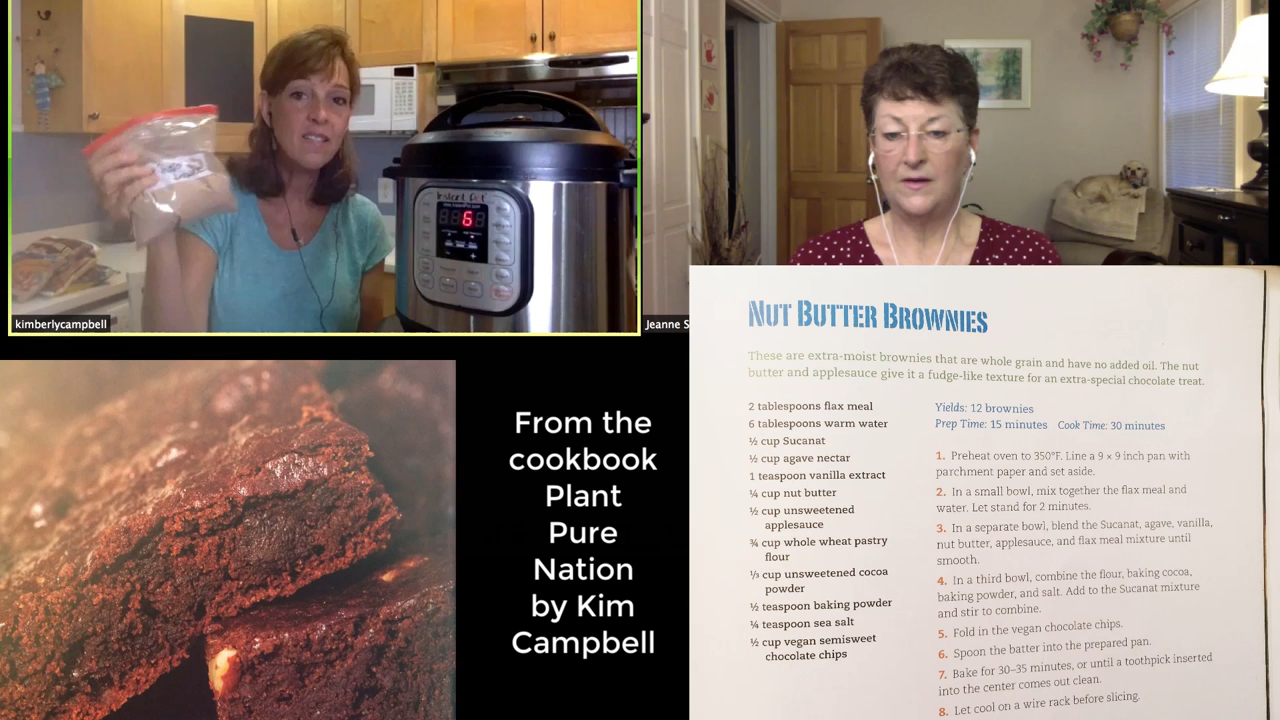 Instant Pot
6
kimberlycampbell
Jeanne S
From the
cookbook
Plant
Pure
Nation
by Kim
Campbell
NUT BUTTER BROWNIES
These are extra-moist brownies that are whole grain and have no added oil. The nut
butter and applesauce give it a fudge-like texture for an extra-special chocolate treat.
2 tablespoons flax meal
6 tablespoons warm water
½ cup Sucanat
½ cup agave nectar
1 teaspoon vanilla extract
¼ cup nut butter
½ cup unsweetened
applesauce
¾ cup whole wheat pastry
flour
⅓ cup unsweetened cocoa
powder
½ teaspoon baking powder
¼ teaspoon sea salt
½ cup vegan semisweet
chocolate chips
Yields: 12 brownies
Prep Time: 15 minutes Cook Time: 30 minutes
1. Preheat oven to 350°F. Line a 9 × 9 inch pan with
parchment paper and set aside.
2. In a small bowl, mix together the flax meal and
water. Let stand for 2 minutes.
3. In a separate bowl, blend the Sucanat, agave, vanilla,
nut butter, applesauce, and flax meal mixture until
smooth.
4. In a third bowl, combine the flour, baking cocoa,
baking powder, and salt. Add to the Sucanat mixture
and stir to combine.
5. Fold in the vegan chocolate chips.
6. Spoon the batter into the prepared pan.
7. Bake for 30–35 minutes, or until a toothpick inserted
into the center comes out clean.
8. Let cool on a wire rack before slicing.